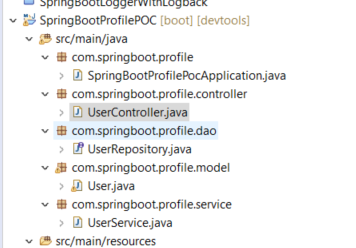 SpringBootLoggerWithLogback
SpringBootProfilePOC [boot] [devtools]
src/main/java
com.springboot.profile
SpringBootProfilePocApplication.java
com.springboot.profile.controller
UserController.java
com.springboot.profile.dao
UserRepository.java
com.springboot.profile.model
User.java
com.springboot.profile.service
UserService.java
src/main/resources